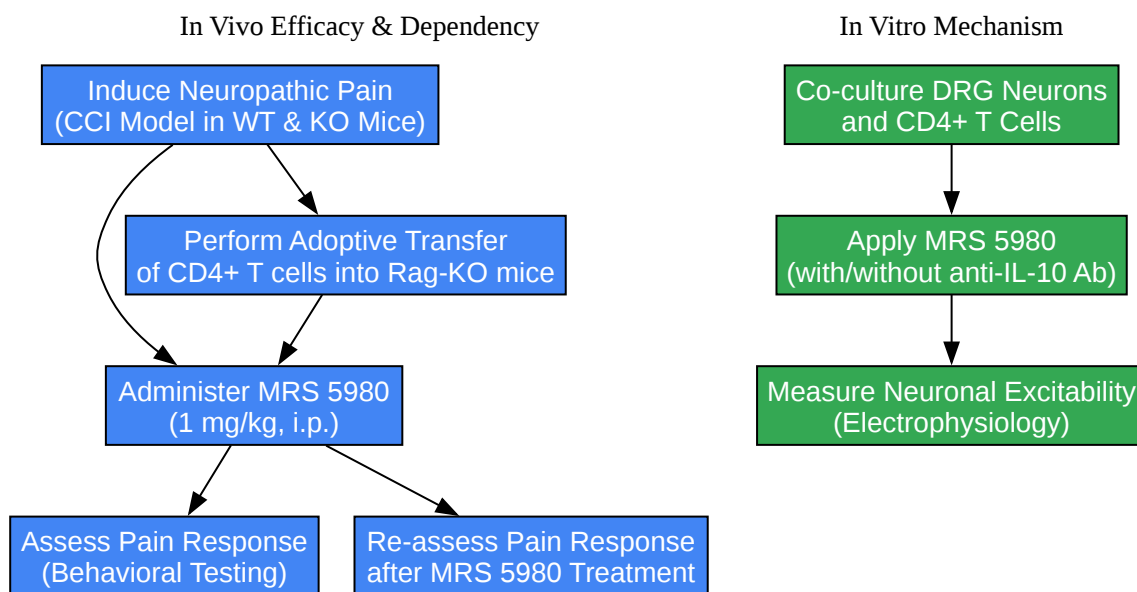 In Vivo Efficacy & Dependency
Induce Neuropathic Pain
(CCI Model in WT & KO Mice)
Perform Adoptive Transfer
of CD4+ T cells into Rag-KO mice
Administer MRS 5980
(1 mg/kg, i.p.)
Assess Pain Response
(Behavioral Testing)
Re-assess Pain Response
after MRS 5980 Treatment
In Vitro Mechanism
Co-culture DRG Neurons
and CD4+ T Cells
Apply MRS 5980
(with/without anti-IL-10 Ab)
Measure Neuronal Excitability
(Electrophysiology)